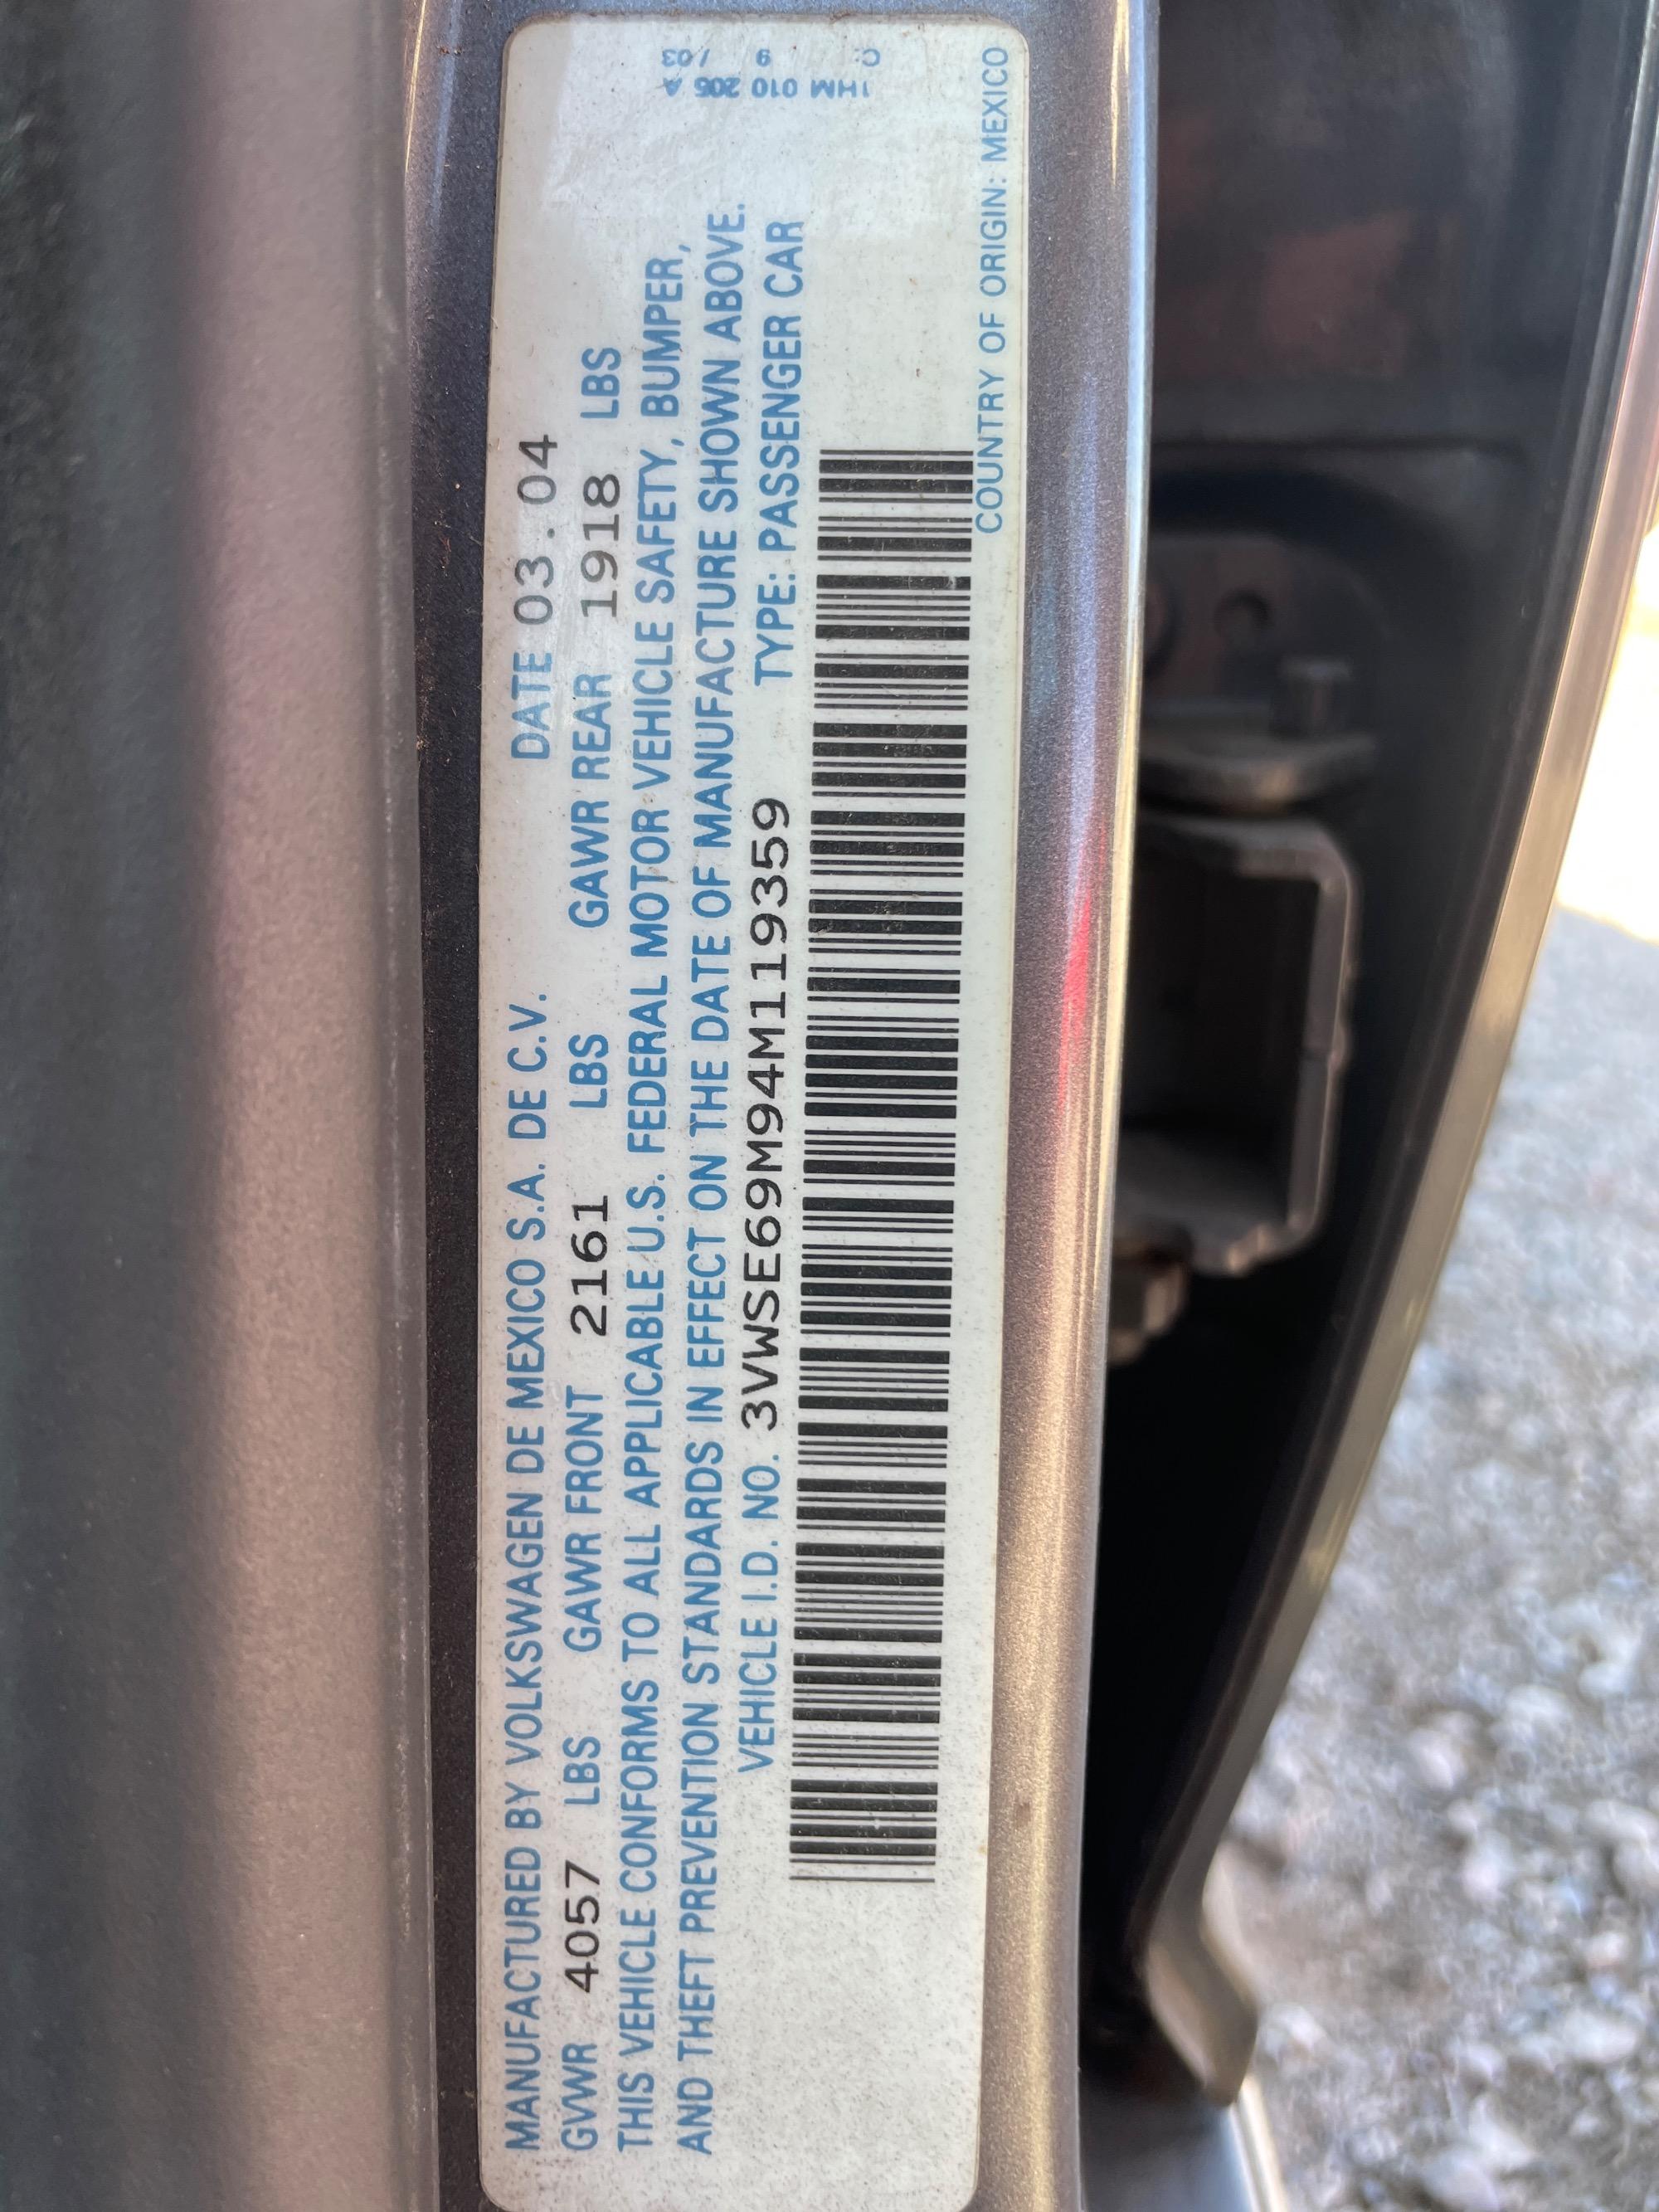 MANUFACTURED BY VOLKSWAGEN DE MEXICO S.A. DE C.V. DATE 03.04
GVWR 4057 LBS GAWR FRONT 2161 LBS GAWR REAR 1918 LBS
THIS VEHICLE CONFORMS TO ALL APPLICABLE U.S. FEDERAL MOTOR VEHICLE SAFETY, BUMPER,
AND THEFT PREVENTION STANDARDS IN EFFECT ON THE DATE OF MANUFACTURE SHOWN ABOVE.
VEHICLE I.D. NO. 3VWSE69M94M119359 TYPE: PASSENGER CAR
COUNTRY OF ORIGIN: MEXICO
1HM 010 205 A
C: 9 /03